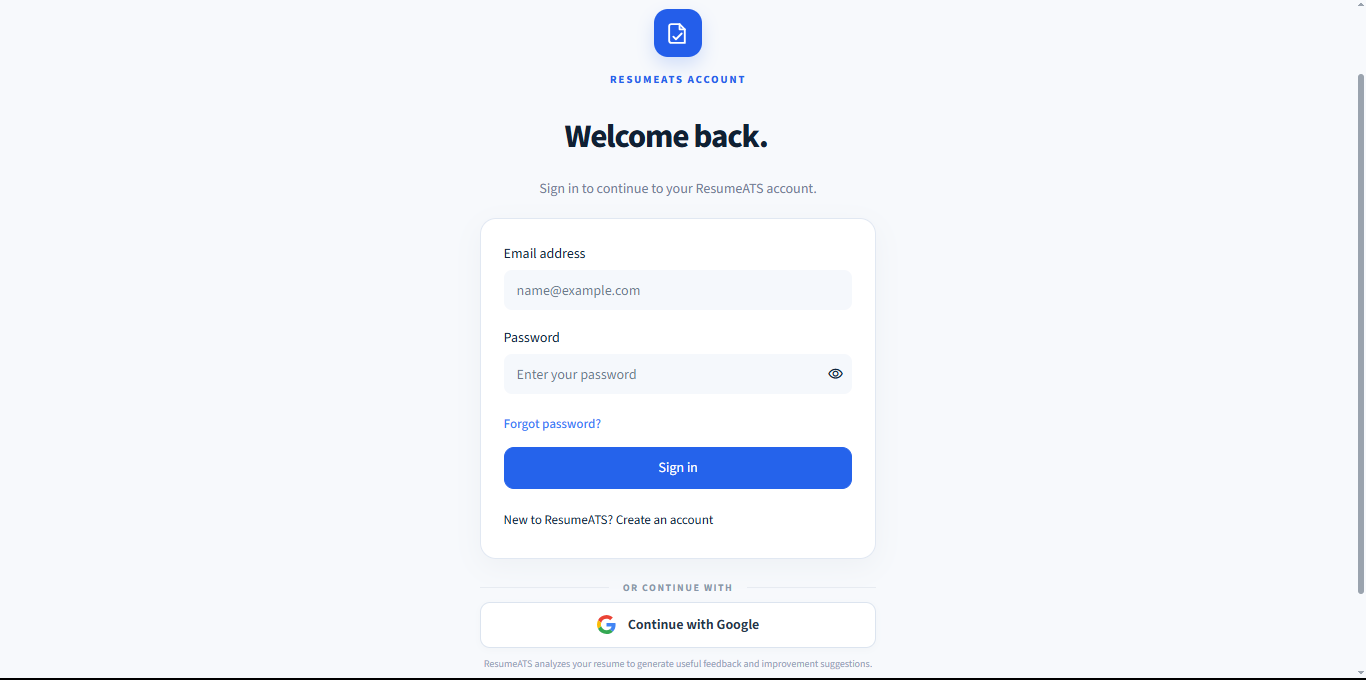 RESUMEATS ACCOUNT
Welcome back.
Sign in to continue to your ResumeATS account.
Email address
name@example.com
Password
Enter your password
Forgot password?
Sign in
New to ResumeATS? Create an account
OR CONTINUE WITH
Continue with Google
ResumeATS analyzes your resume to generate useful feedback and improvement suggestions.